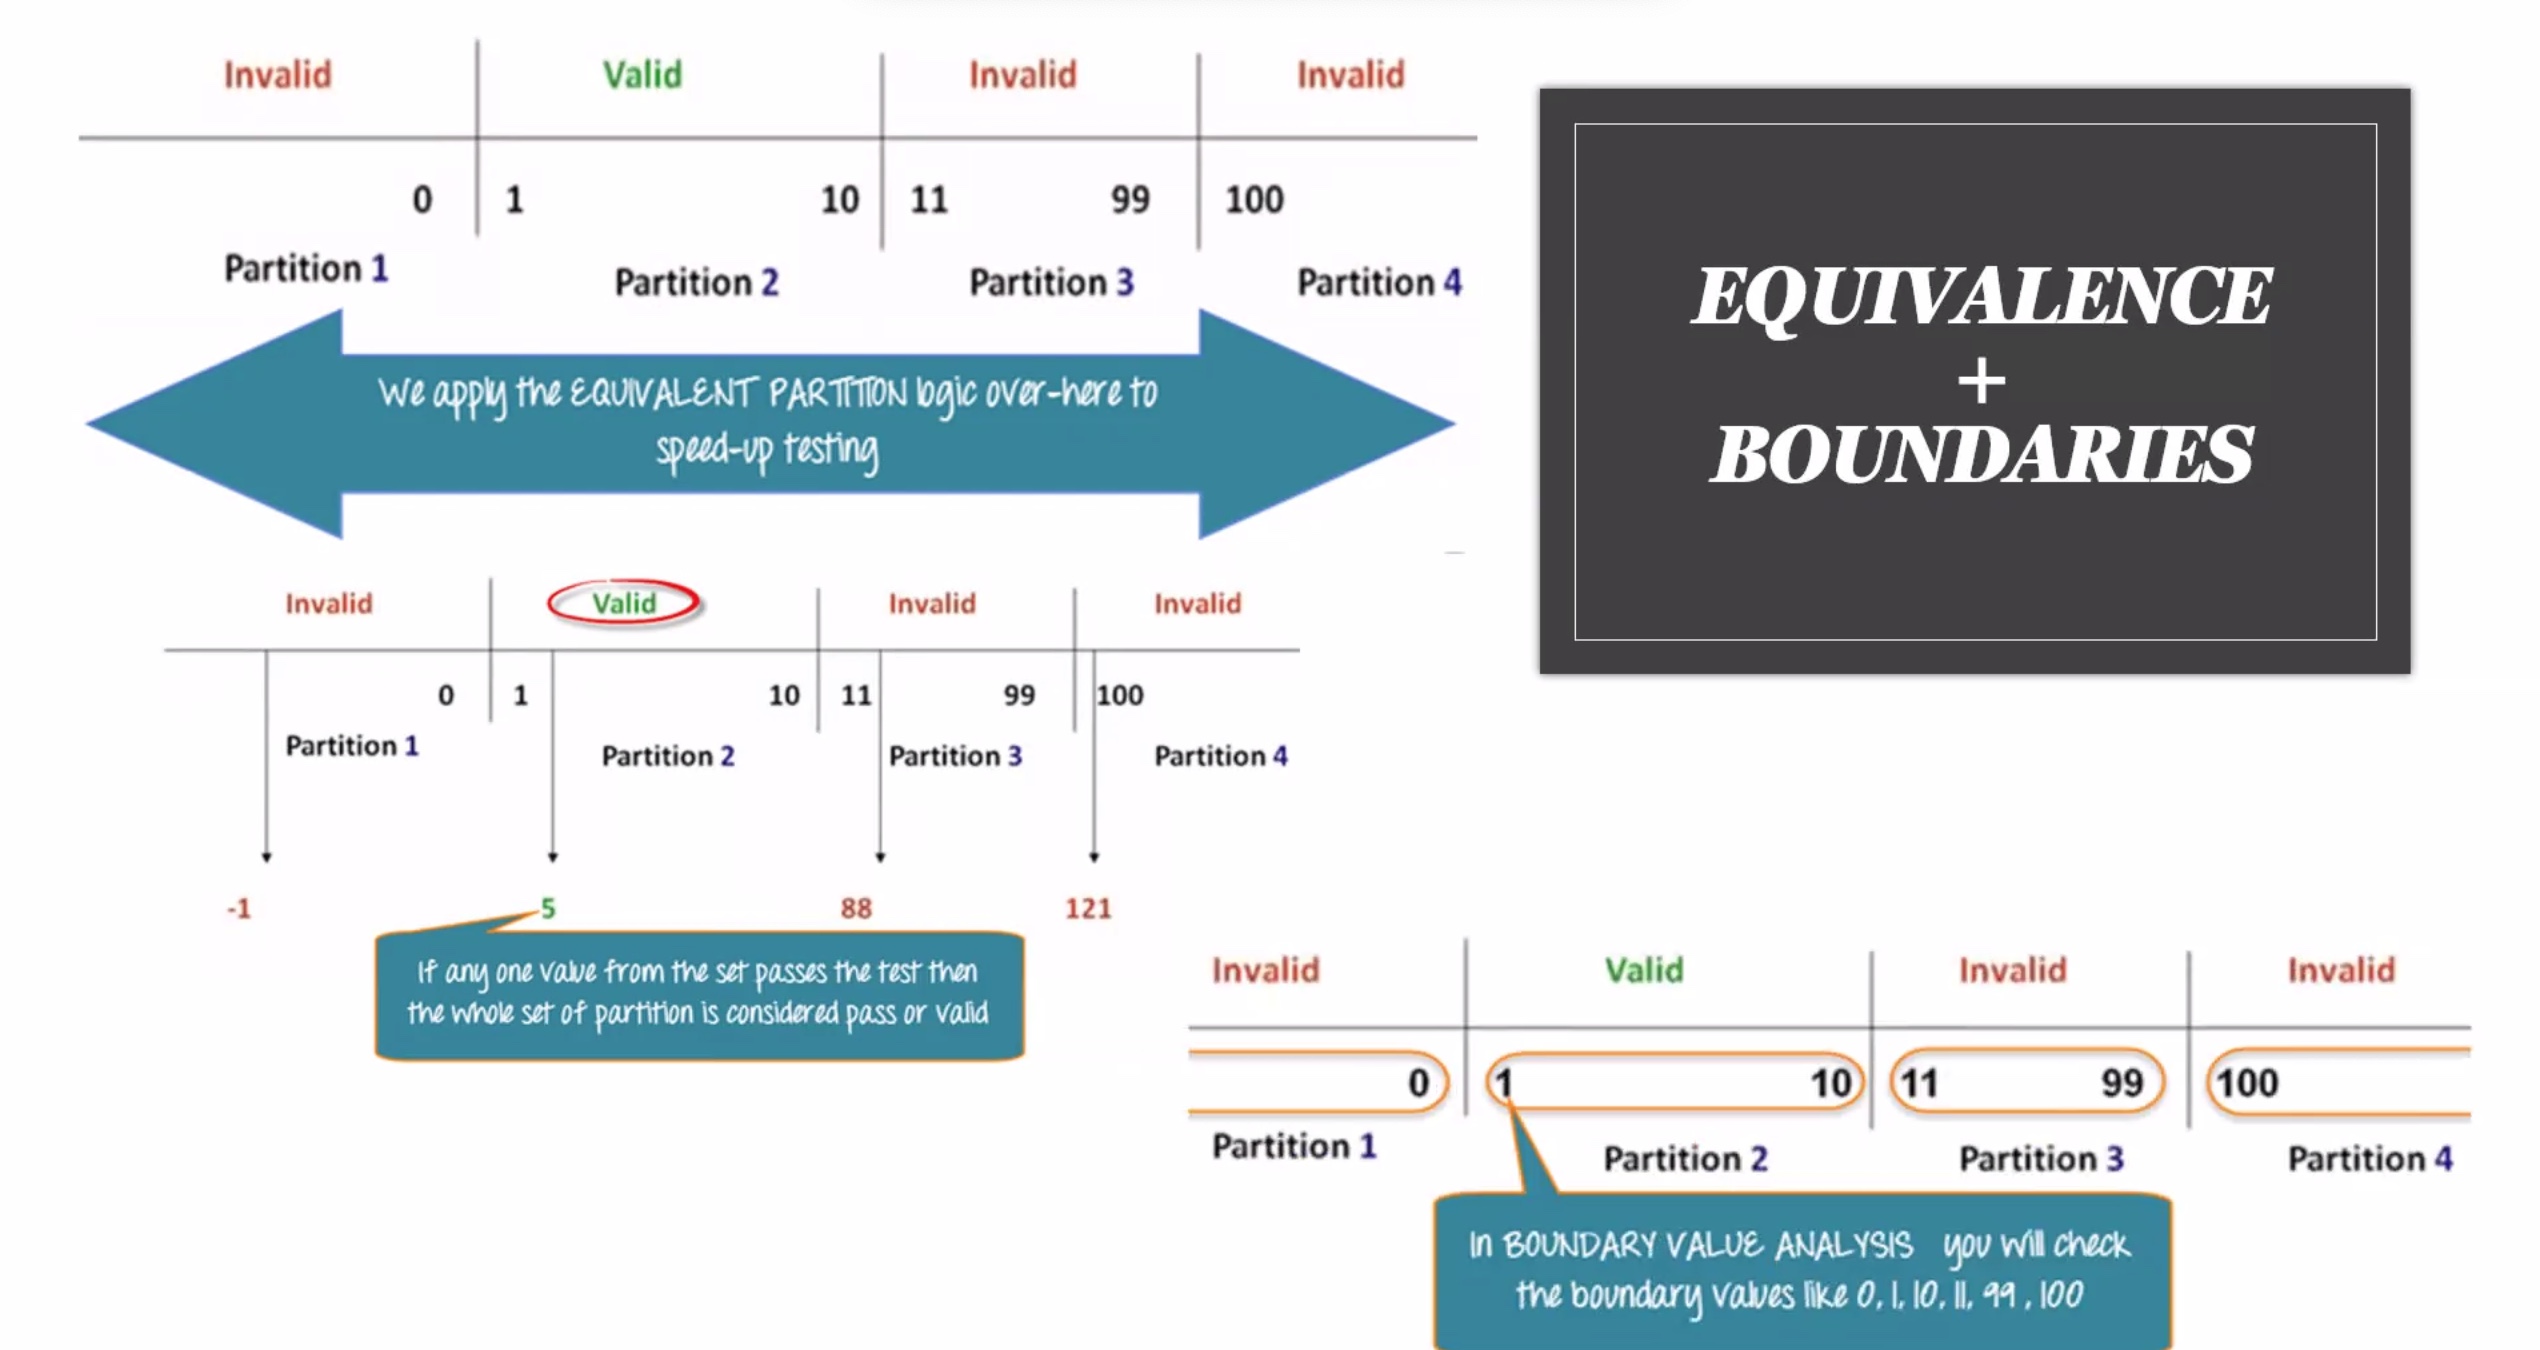 Invalid Valid Invalid Invalid
0 1 10 11 99 100
Partition 1 Partition 2 Partition 3 Partition 4
We apply the EQUIVALENT PARTITION logic over-here to
speed-up testing
EQUIVALENCE
+
BOUNDARIES
Invalid Valid Invalid Invalid
0 1 10 11 99 100
Partition 1 Partition 2 Partition 3 Partition 4
-1 5 88 121
If any one value from the set passes the test then
the whole set of partition is considered pass or valid
Invalid Valid Invalid Invalid
0 1 10 11 99 100
Partition 1 Partition 2 Partition 3 Partition 4
In BOUNDARY VALUE ANALYSIS you will check
the boundary values like 0, 1, 10, 11, 99 , 100